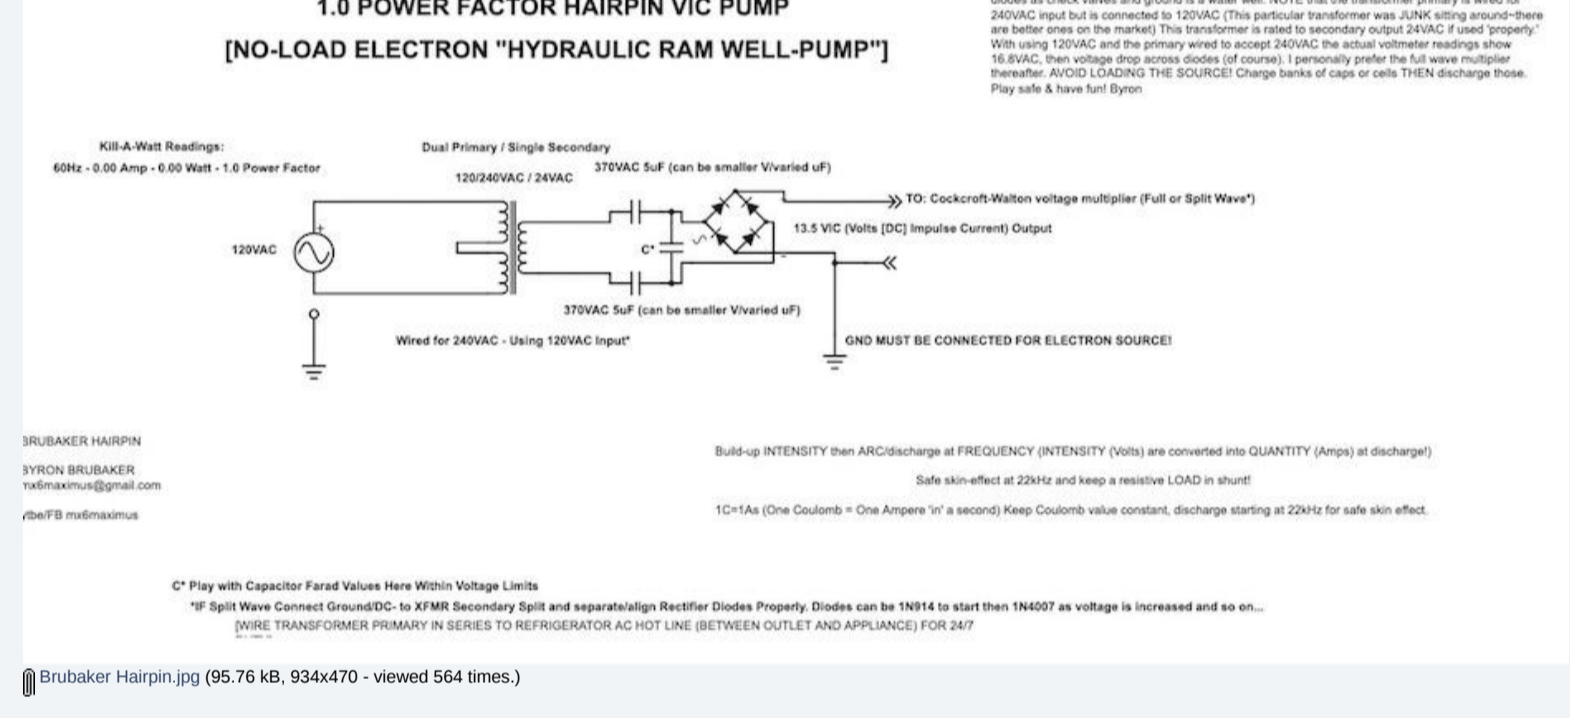 1.0 POWER FACTOR HAIRPIN VIC PUMP
[NO-LOAD ELECTRON "HYDRAULIC RAM WELL-PUMP"]
240VAC input but is connected to 120VAC (This particular transformer was JUNK sitting around~there
are better ones on the market) This transformer is rated to secondary output 24VAC if used 'properly.'
With using 120VAC and the primary wired to accept 240VAC the actual voltmeter readings show
16.8VAC, then voltage drop across diodes (of course). I personally prefer the full wave multiplier
thereafter. AVOID LOADING THE SOURCE! Charge banks of caps or cells THEN discharge those.
Play safe & have fun! Byron
Kill-A-Watt Readings:
60Hz - 0.00 Amp - 0.00 Watt - 1.0 Power Factor
Dual Primary / Single Secondary
120/240VAC / 24VAC
370VAC 5uF (can be smaller V/varied uF)
TO: Cockcroft-Walton voltage multiplier (Full or Split Wave*)
13.5 VIC (Volts [DC] Impulse Current) Output
120VAC
+
C*
-
370VAC 5uF (can be smaller V/varied uF)
Wired for 240VAC - Using 120VAC Input*
GND MUST BE CONNECTED FOR ELECTRON SOURCE!
BRUBAKER HAIRPIN
BYRON BRUBAKER
mx6maximus@gmail.com
/FB mx6maximus
Build-up INTENSITY then ARC/discharge at FREQUENCY (INTENSITY (Volts) are converted into QUANTITY (Amps) at discharge!)
Safe skin-effect at 22kHz and keep a resistive LOAD in shunt!
1C=1As (One Coulomb = One Ampere 'in' a second) Keep Coulomb value constant, discharge starting at 22kHz for safe skin effect.
C* Play with Capacitor Farad Values Here Within Voltage Limits
*IF Split Wave Connect Ground/DC- to XFMR Secondary Split and separate/align Rectifier Diodes Properly. Diodes can be 1N914 to start then 1N4007 as voltage is increased and so on...
[WIRE TRANSFORMER PRIMARY IN SERIES TO REFRIGERATOR AC HOT LINE (BETWEEN OUTLET AND APPLIANCE) FOR 24/7
Brubaker Hairpin.jpg (95.76 kB, 934x470 - viewed 564 times.)